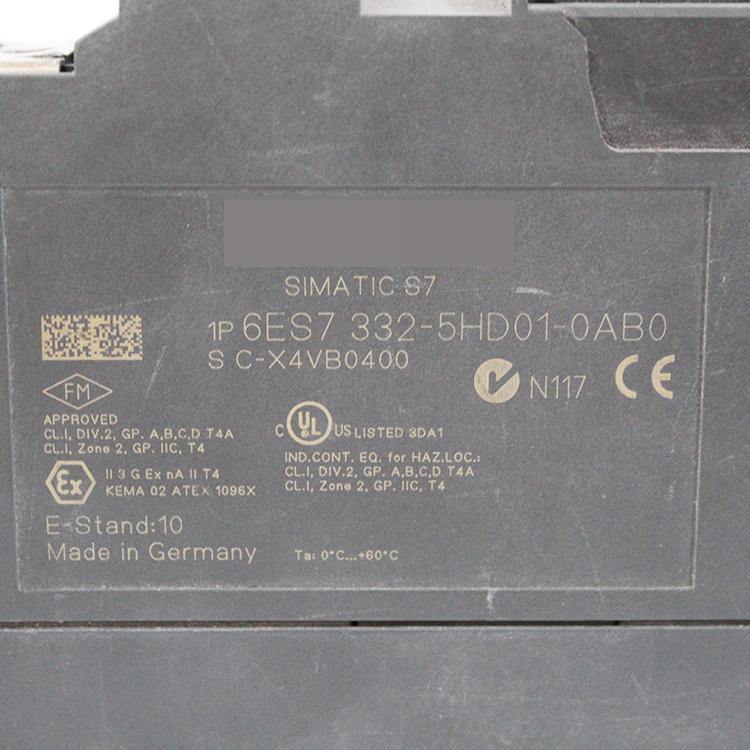 SIMATIC S7
1P 6ES7 332-5HD01-0AB0
S C-X4VB0400
N117 CE
FM
APPROVED
CL.I, DIV.2, GP. A,B,C,D T4A
CL.I, Zone 2, GP. IIC, T4
C UL US LISTED 3DA1
IND.CONT. EQ. for HAZ.LOC.:
CL.I, DIV.2, GP. A,B,C,D T4A
CL.I, Zone 2, GP. IIC, T4
Ex II 3 G Ex nA II T4
KEMA 02 ATEX 1096X
E-Stand:10
Made in Germany
Ta: 0°C...+60°C